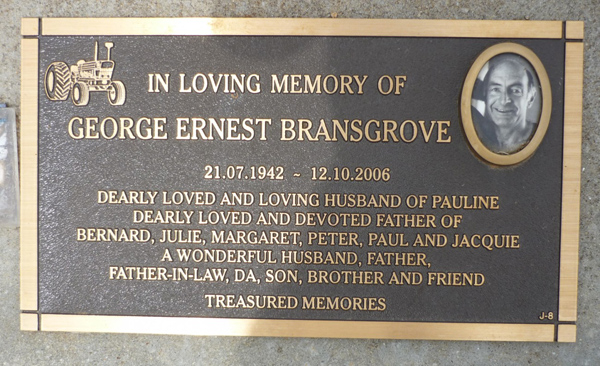 IN LOVING MEMORY OF
GEORGE ERNEST BRANSGROVE
21.07.1942 ~ 12.10.2006
DEARLY LOVED AND LOVING HUSBAND OF PAULINE
DEARLY LOVED AND DEVOTED FATHER OF
BERNARD, JULIE, MARGARET, PETER, PAUL AND JACQUIE
A WONDERFUL HUSBAND, FATHER,
FATHER-IN-LAW, DA, SON, BROTHER AND FRIEND
TREASURED MEMORIES
J-8